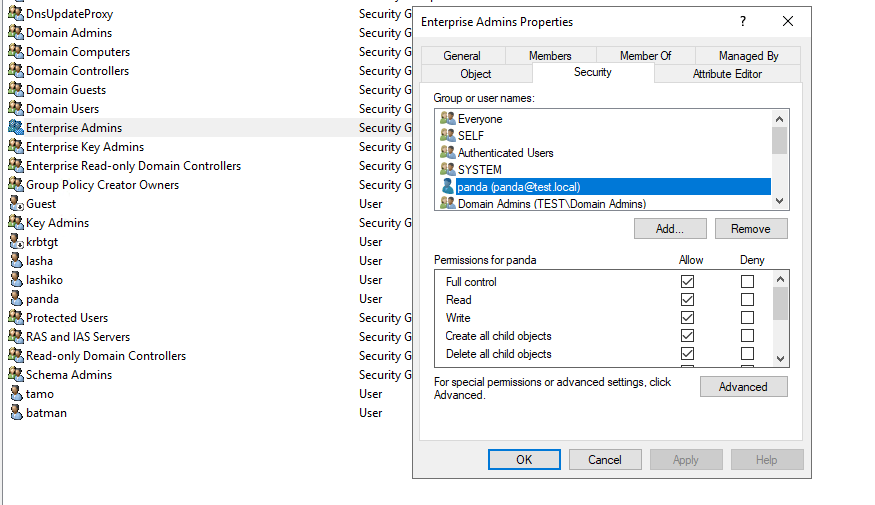 DnsUpdateProxy Security G
Domain Admins Security G
Domain Computers Security G
Domain Controllers Security G
Domain Guests Security G
Domain Users Security G
Enterprise Admins Security G
Enterprise Key Admins Security G
Enterprise Read-only Domain Controllers Security G
Group Policy Creator Owners Security G
Guest User
Key Admins Security G
krbtgt User
lasha User
lashiko User
panda User
Protected Users Security G
RAS and IAS Servers Security G
Read-only Domain Controllers Security G
Schema Admins Security G
tamo User
batman User
Enterprise Admins Properties ?
General Members Member Of Managed By
Object Security Attribute Editor
Group or user names:
Everyone
SELF
Authenticated Users
SYSTEM
panda (panda@test.local)
Domain Admins (TEST\Domain Admins)
Add... Remove
Permissions for panda Allow Deny
Full control
Read
Write
Create all child objects
Delete all child objects
For special permissions or advanced settings, click
Advanced.
Advanced
OK Cancel Apply Help